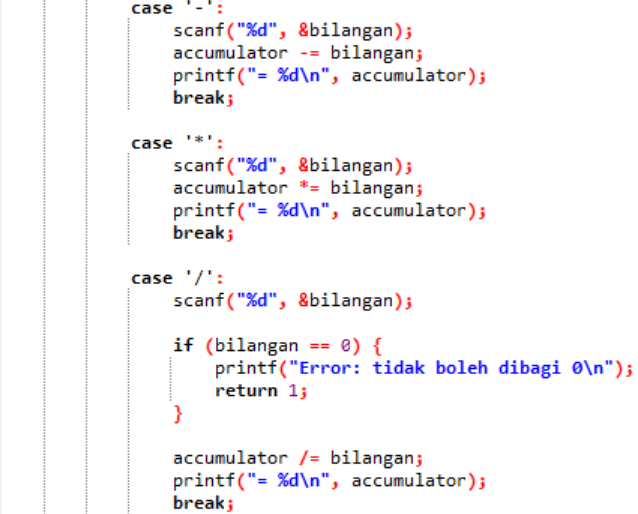 case '-':
scanf("%d", &bilangan);
accumulator -= bilangan;
printf("= %d\n", accumulator);
break;
case '*':
scanf("%d", &bilangan);
accumulator *= bilangan;
printf("= %d\n", accumulator);
break;
case '/':
scanf("%d", &bilangan);
if (bilangan == 0) {
printf("Error: tidak boleh dibagi 0\n");
return 1;
}
accumulator /= bilangan;
printf("= %d\n", accumulator);
break;